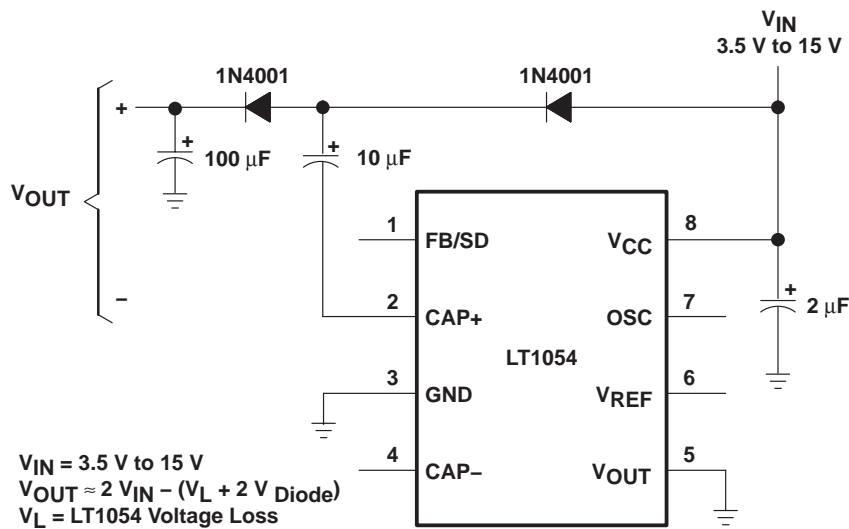 VIN
3.5 V to 15 V
1N4001
1N4001
+
+
100 μF
+
10 μF
VOUT
−
1
FB/SD
VCC
8
2
CAP+
OSC
7
+
2 μF
LT1054
3
GND
VREF
6
4
CAP−
VOUT
5
VIN = 3.5 V to 15 V
VOUT ≈ 2 VIN − (VL + 2 V Diode)
VL = LT1054 Voltage Loss